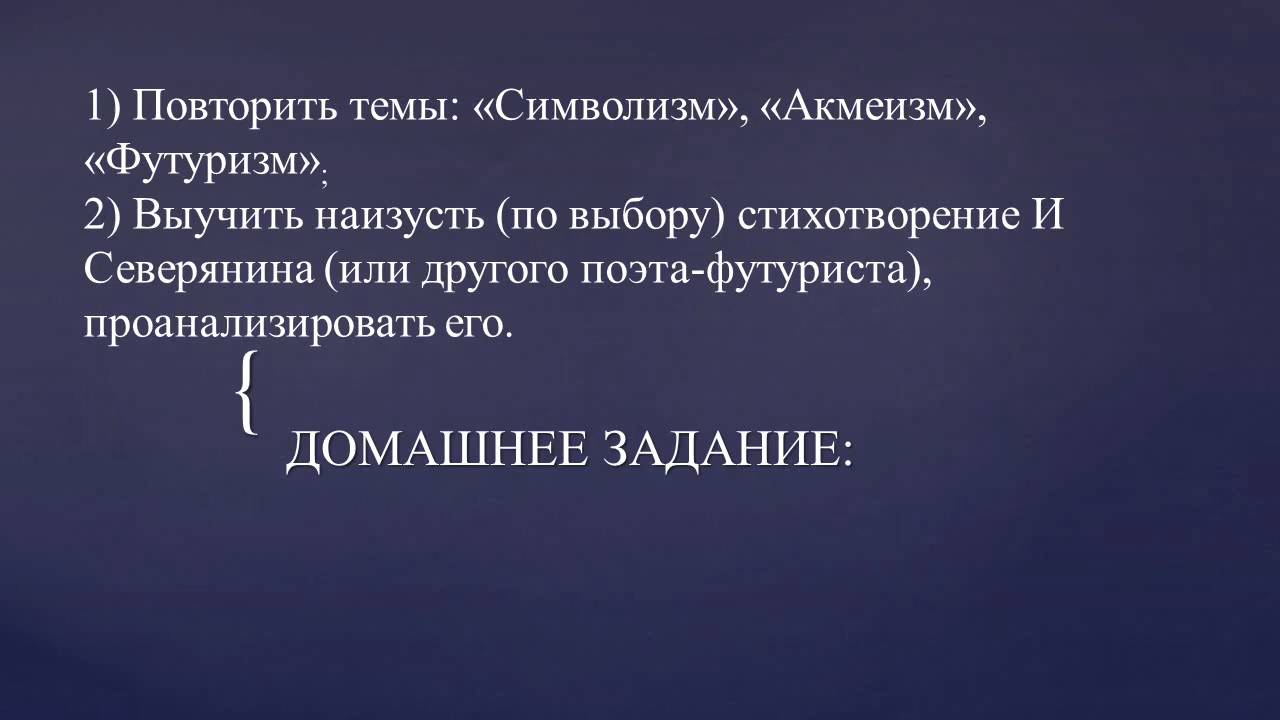 1) Повторить темы: «Символизм», «Акмеизм»,
«Футуризм»;
2) Выучить наизусть (по выбору) стихотворение И
Северянина (или другого поэта-футуриста),
проанализировать его.
{
ДОМАШНЕЕ ЗАДАНИЕ: